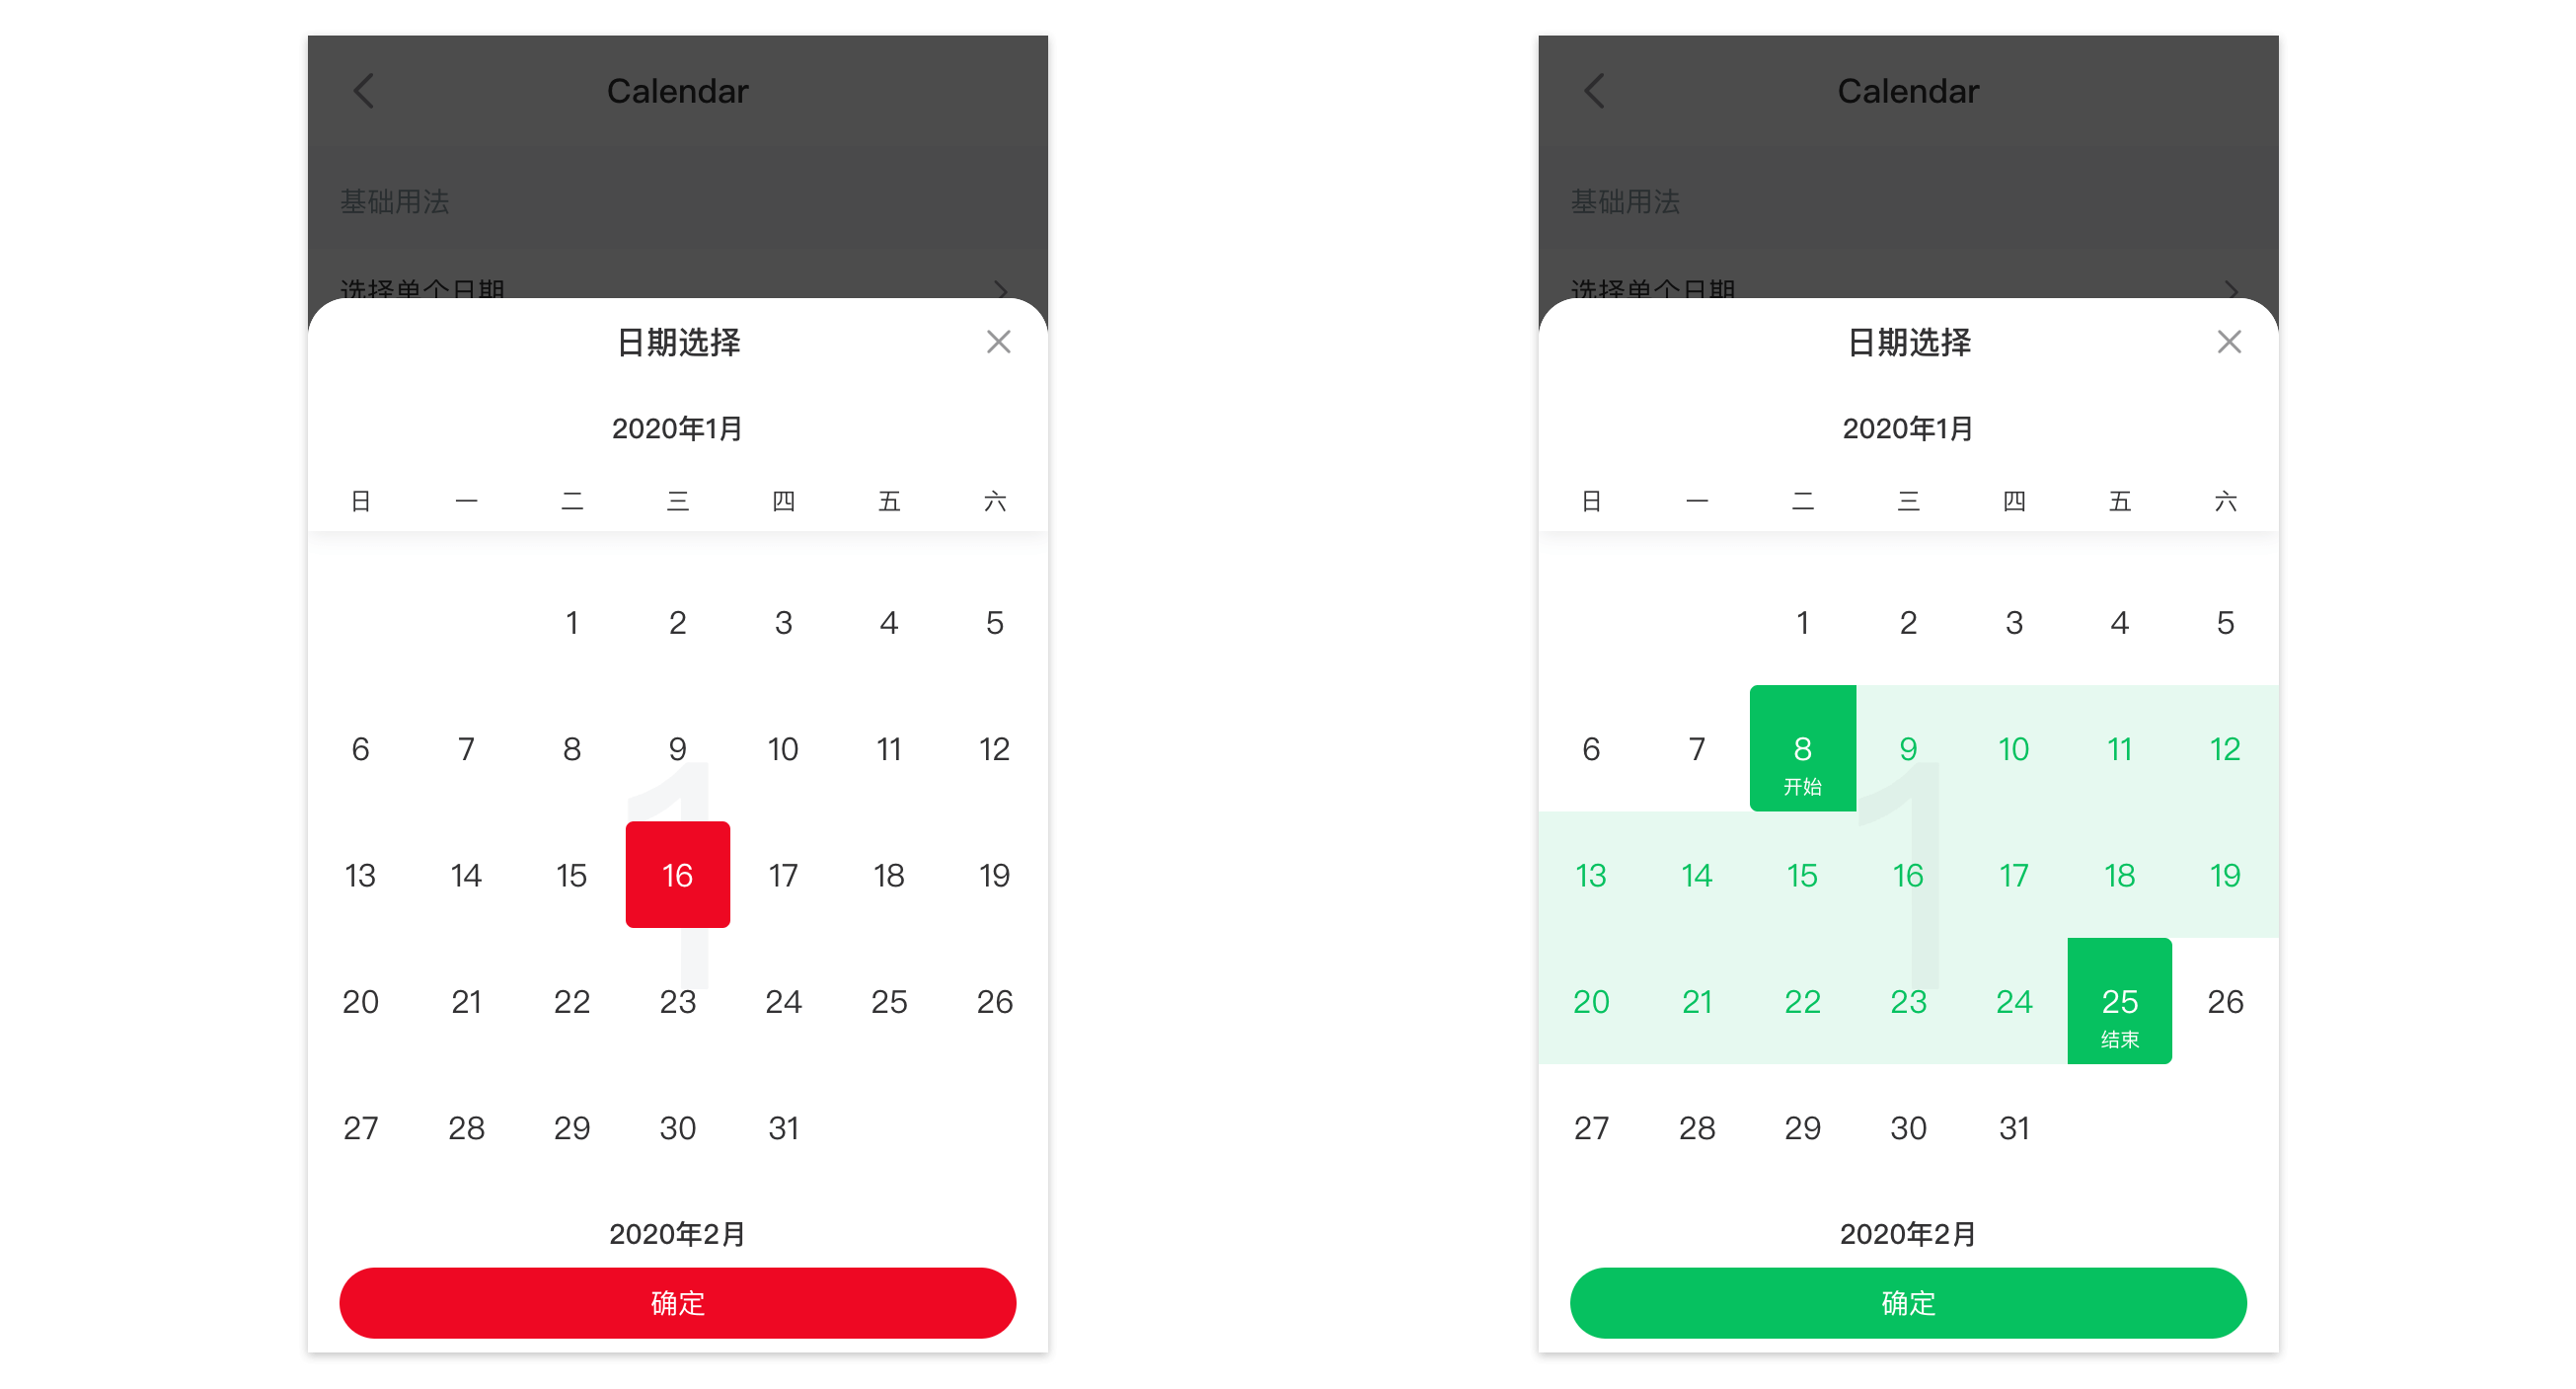 Calendar
基础用法
选择单个日期
日期选择
2020年1月
日 一 二 三 四 五 六
1 2 3 4 5
6 7 8 9 10 11 12
13 14 15 16 17 18 19
20 21 22 23 24 25 26
27 28 29 30 31
1
2020年2月
确定
Calendar
基础用法
选择单个日期
日期选择
2020年1月
日 一 二 三 四 五 六
1 2 3 4 5
6 7 8 9 10 11 12
开始
13 14 15 16 17 18 19
20 21 22 23 24 25 26
结束
27 28 29 30 31
1
2020年2月
确定